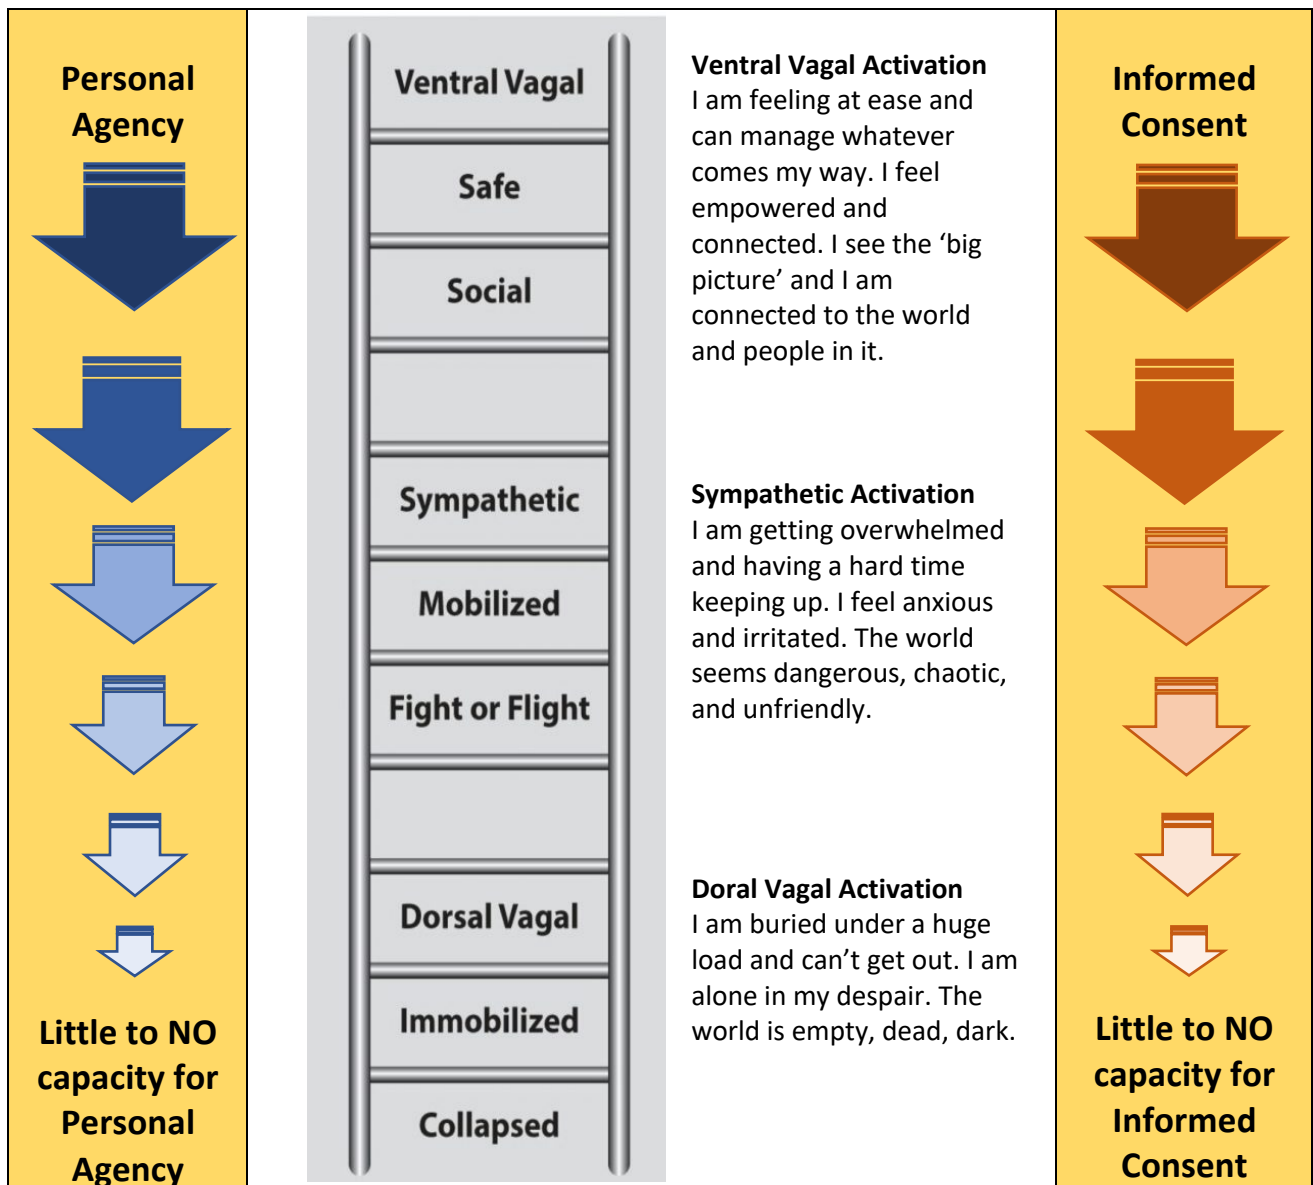 Personal
Agency
Little to NO
capacity for
Personal
Agency
Ventral Vagal
Safe
Social
Sympathetic
Mobilized
Fight or Flight
Dorsal Vagal
Immobilized
Collapsed
Ventral Vagal Activation
I am feeling at ease and
can manage whatever
comes my way. I feel
empowered and
connected. I see the ‘big
picture’ and I am
connected to the world
and people in it.
Sympathetic Activation
I am getting overwhelmed
and having a hard time
keeping up. I feel anxious
and irritated. The world
seems dangerous, chaotic,
and unfriendly.
Doral Vagal Activation
I am buried under a huge
load and can’t get out. I am
alone in my despair. The
world is empty, dead, dark.
Informed
Consent
Little to NO
capacity for
Informed
Consent